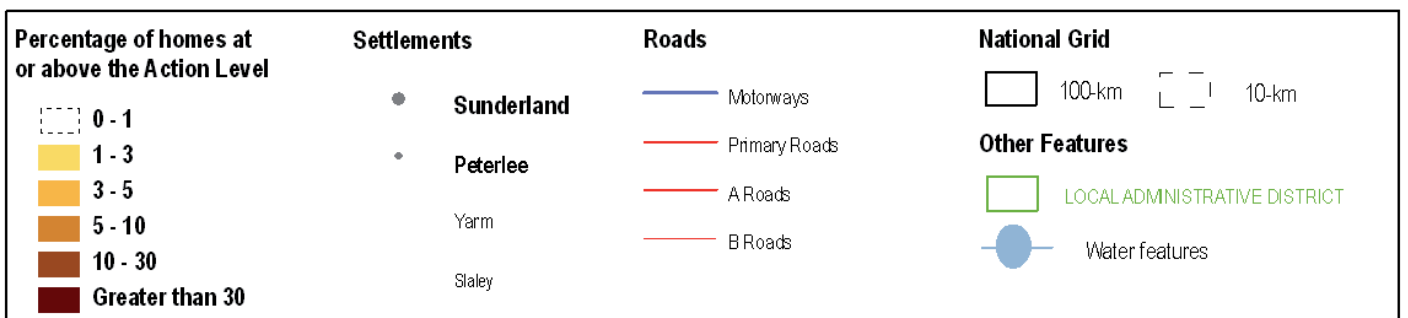 Percentage of homes at
or above the Action Level
0 - 1
1 - 3
3 - 5
5 - 10
10 - 30
Greater than 30
Settlements
Sunderland
Peterlee
Yarm
Slaley
Roads
Motorways
Primary Roads
A Roads
B Roads
National Grid
100-km 10-km
Other Features
LOCAL ADMINISTRATIVE DISTRICT
Water features